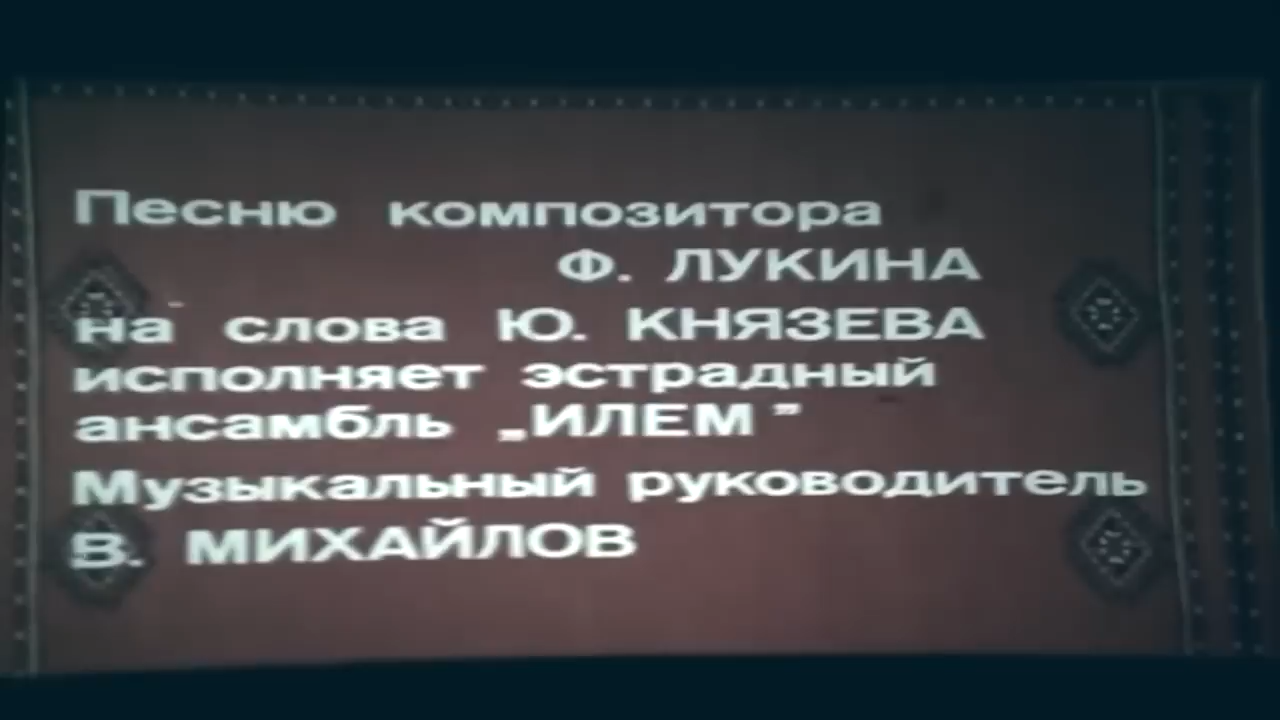 Песню композитора
Ф. ЛУКИНА
на слова Ю. КНЯЗЕВА
исполняет эстрадный
ансамбль „ИЛЕМ”
Музыкальный руководитель
В. МИХАЙЛОВ